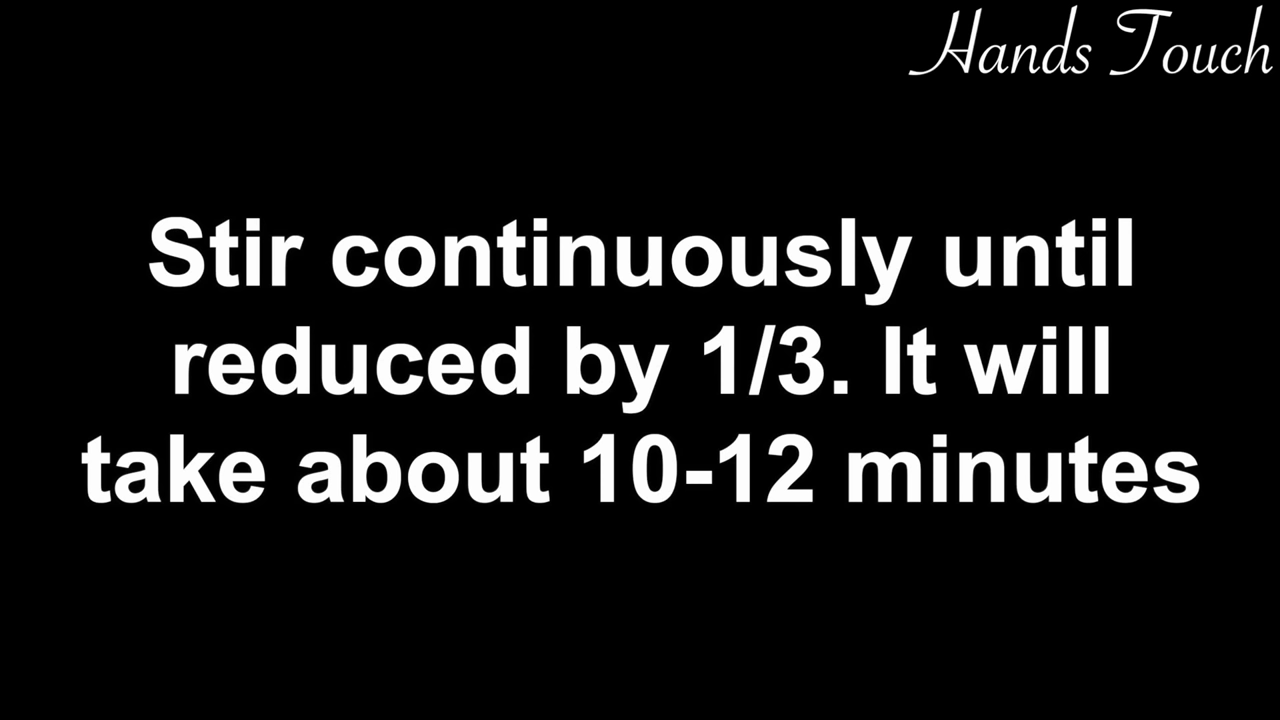 Hands Touch
Stir continuously until
reduced by 1/3. It will
take about 10-12 minutes